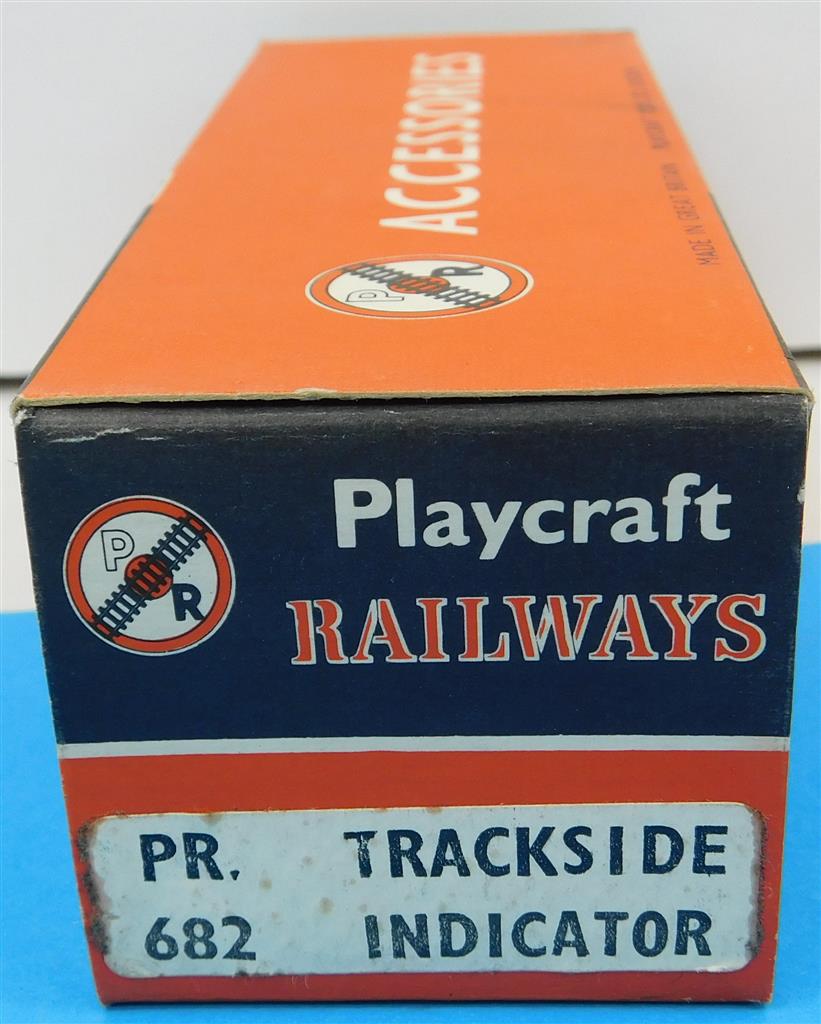 ACCESSORIES
P R
MADE IN GREAT BRITAIN
P
R
Playcraft
RAILWAYS
PR. TRACKSIDE
682 INDICATOR